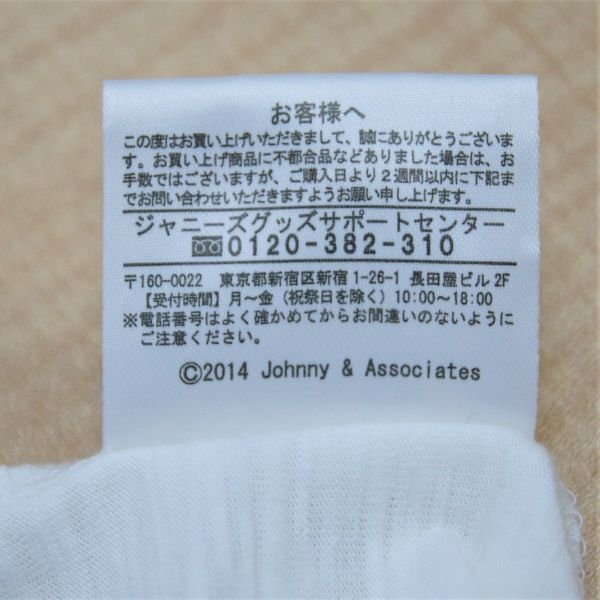 お客様へ
この度はお買い上げいただきまして、誠にありがとうございま
す。お買い上げ商品に不都合品などありました場合は、お
手数ではございますが、ご購入日より2週間以内に下記ま
でお問い合わせいただきますようお願い申し上げます。
ジャニーズグッズサポートセンター
0120-382-310
〒160-0022 東京都新宿区新宿1-26-1 長田屋ビル2F
【受付時間】月〜金(祝祭日を除く)10:00〜18:00
※電話番号はよく確かめてからお間違いのないように
ご注意ください。
©2014 Johnny & Associates